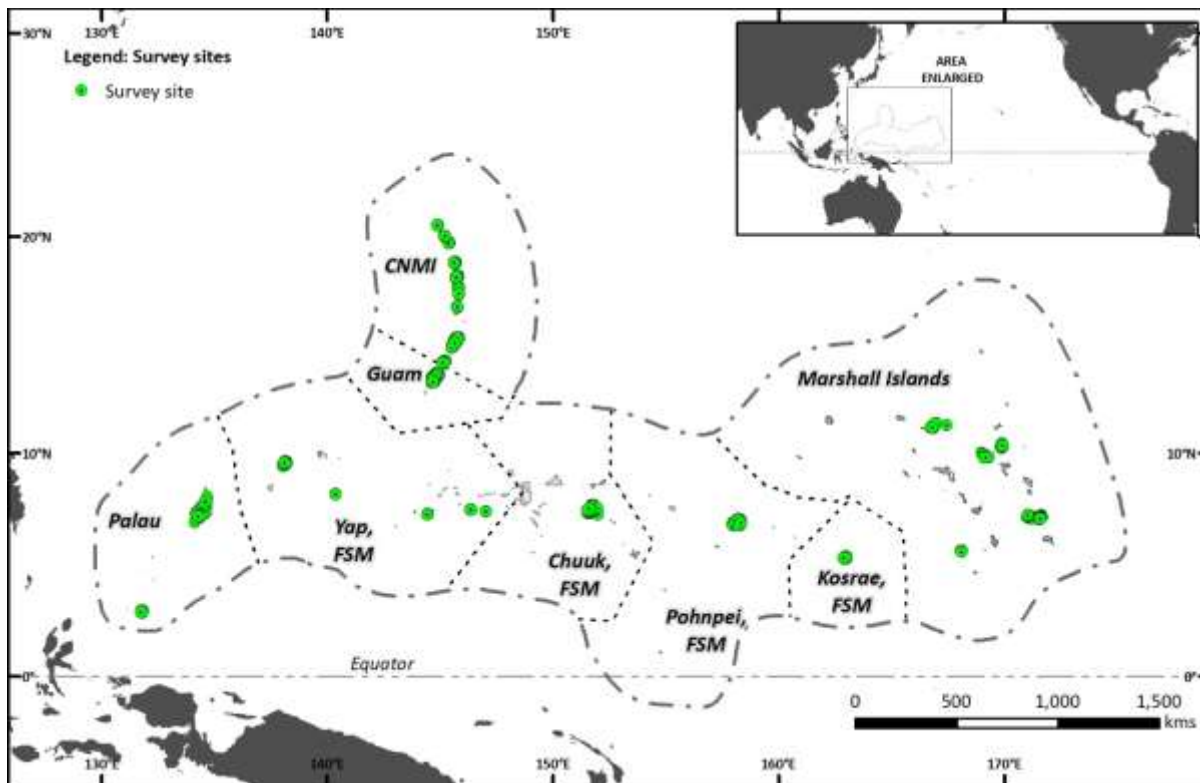 130°E 140°E 150°E
30°N
Legend: Survey sites
Survey site
AREA
ENLARGED
20°N
CNMI
Guam
Marshall Islands
10°N 10°N
Palau
Yap,
FSM
Chuuk,
FSM
Kosrae,
FSM
Pohnpei,
FSM
Equator
0° 0°
0 500 1,000 1,500
kms
130°E 140°E 150°E 160°E 170°E